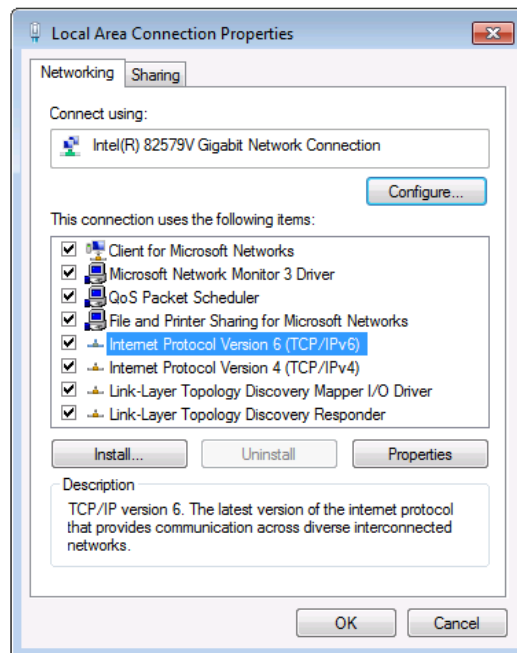 Local Area Connection Properties
Networking
Sharing
Connect using:
Intel(R) 82579V Gigabit Network Connection
Configure...
This connection uses the following items:
Client for Microsoft Networks
Microsoft Network Monitor 3 Driver
QoS Packet Scheduler
File and Printer Sharing for Microsoft Networks
Internet Protocol Version 6 (TCP/IPv6)
Internet Protocol Version 4 (TCP/IPv4)
Link-Layer Topology Discovery Mapper I/O Driver
Link-Layer Topology Discovery Responder
Install...
Uninstall
Properties
Description
TCP/IP version 6. The latest version of the internet protocol
that provides communication across diverse interconnected
networks.
OK
Cancel